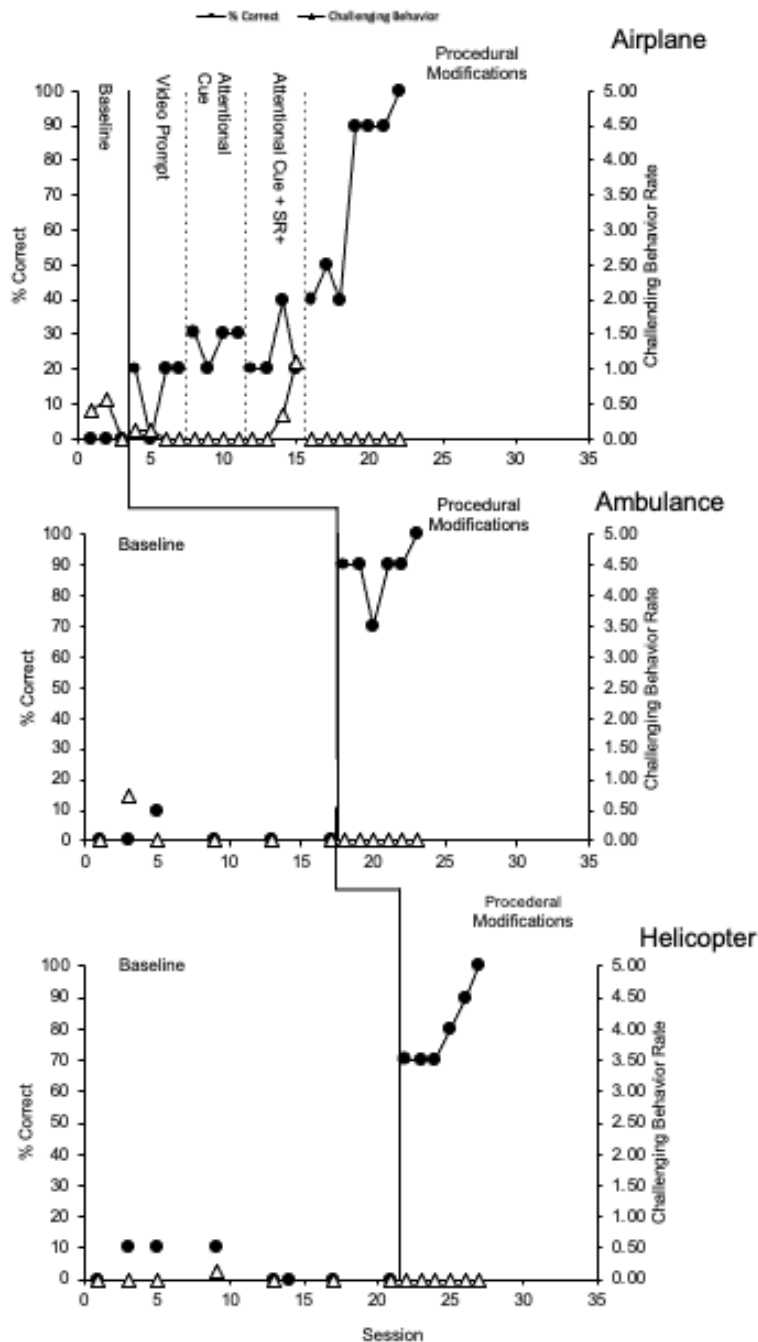 % Correct Challenging Behavior
Airplane
Procedural
Modifications
Baseline
Video Prompt
Attentional
Cue
Attentional Cue + SR+
% Correct
100
90
80
70
60
50
40
30
20
10
0
5.00
4.50
4.00
3.50
3.00
2.50
2.00
1.50
1.00
0.50
0.00
Challending Behavior Rate
0 5 10 15 20 25 30 35
Ambulance
Procedural
Modifications
Baseline
% Correct
100
90
80
70
60
50
40
30
20
10
0
5.00
4.50
4.00
3.50
3.00
2.50
2.00
1.50
1.00
0.50
0.00
Challenging Behavior Rate
0 5 10 15 20 25 30 35
Procederal
Modifications
Helicopter
Baseline
% Correct
100
90
80
70
60
50
40
30
20
10
0
5.00
4.50
4.00
3.50
3.00
2.50
2.00
1.50
1.00
0.50
0.00
Challenging Behavior Rate
0 5 10 15 20 25 30 35
Session